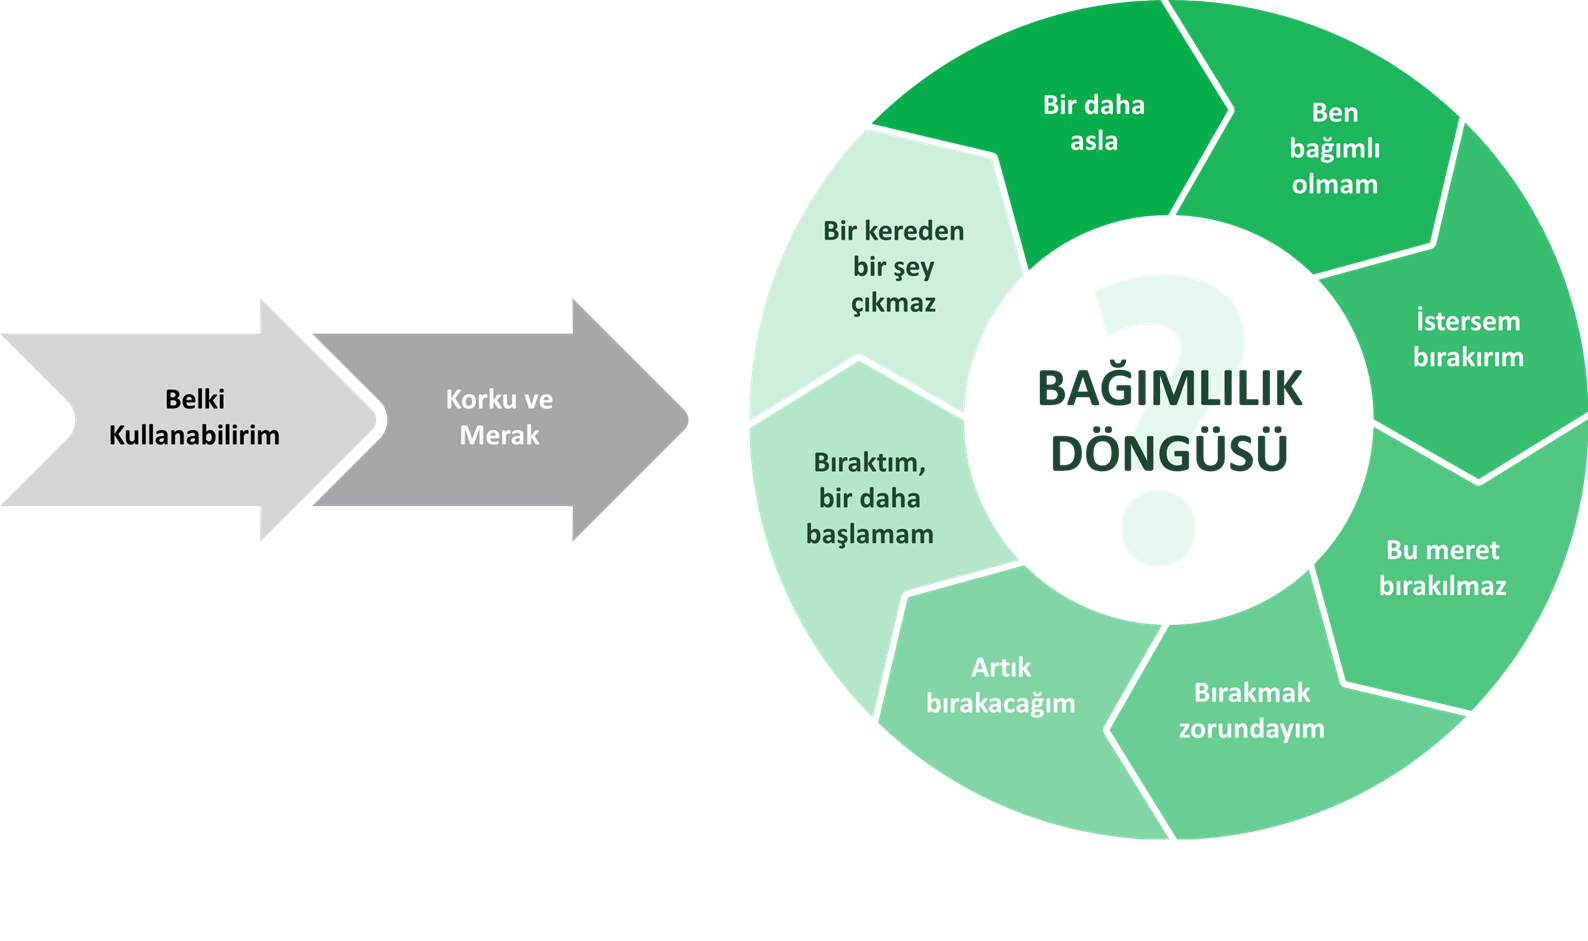 Belki
Kullanabilirim
Korku ve
Merak
BAĞIMLILIK
DÖNGÜSÜ
?
Bir daha
asla
Ben
bağımlı
olmam
İstersem
bırakırım
Bu meret
bırakılmaz
Bırakmak
zorundayım
Artık
bırakacağım
Bıraktım,
bir daha
başlamam
Bir kereden
bir şey
çıkmaz